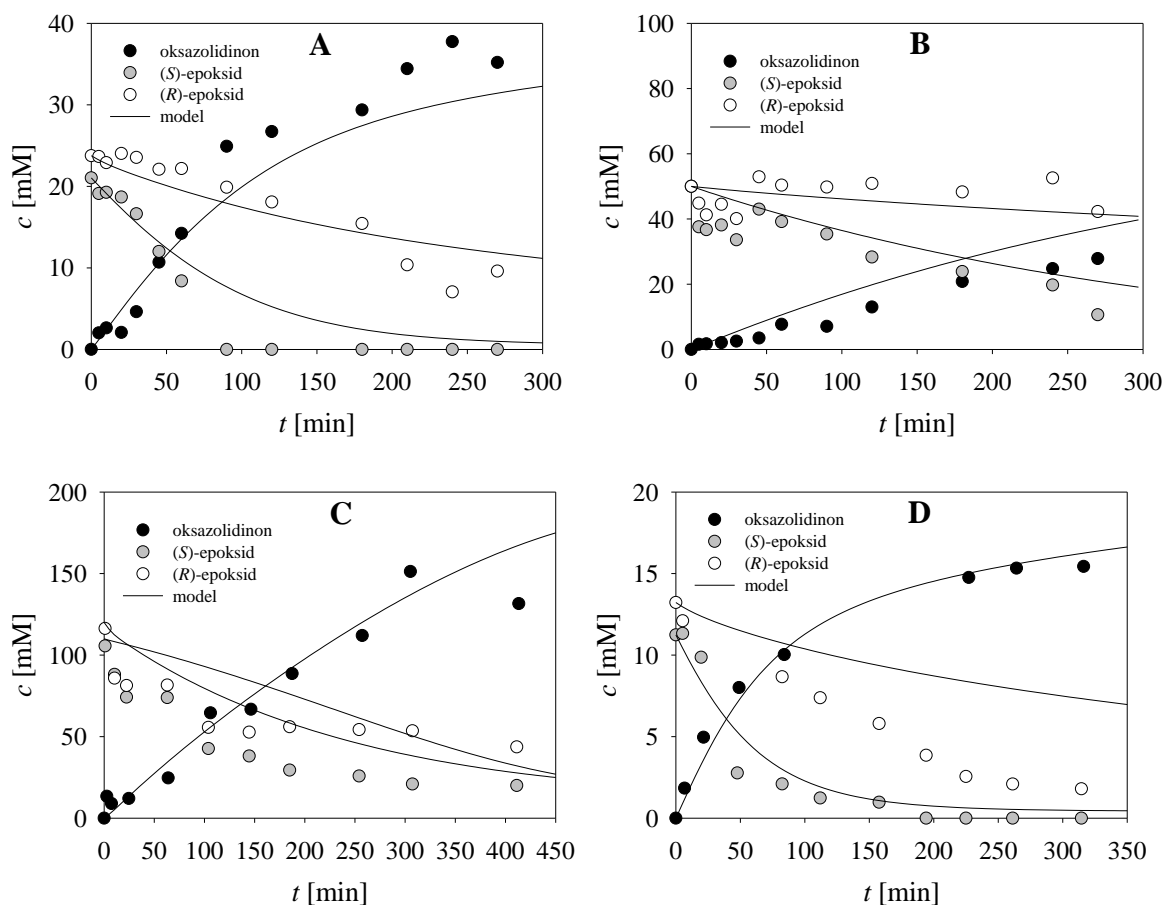 A
oksazolidinon
(S)-epoksid
(R)-epoksid
model
c [mM]
40
30
20
10
0
0 50 100 150 200 250 300
t [min]
B
oksazolidinon
(S)-epoksid
(R)-epoksid
model
c [mM]
100
80
60
40
20
0
0 50 100 150 200 250 300
t [min]
C
oksazolidinon
(S)-epoksid
(R)-epoksid
model
c [mM]
200
150
100
50
0
0 50 100 150 200 250 300 350 400 450
t [min]
D
oksazolidinon
(S)-epoksid
(R)-epoksid
model
c [mM]
20
15
10
5
0
0 50 100 150 200 250 300 350
t [min]